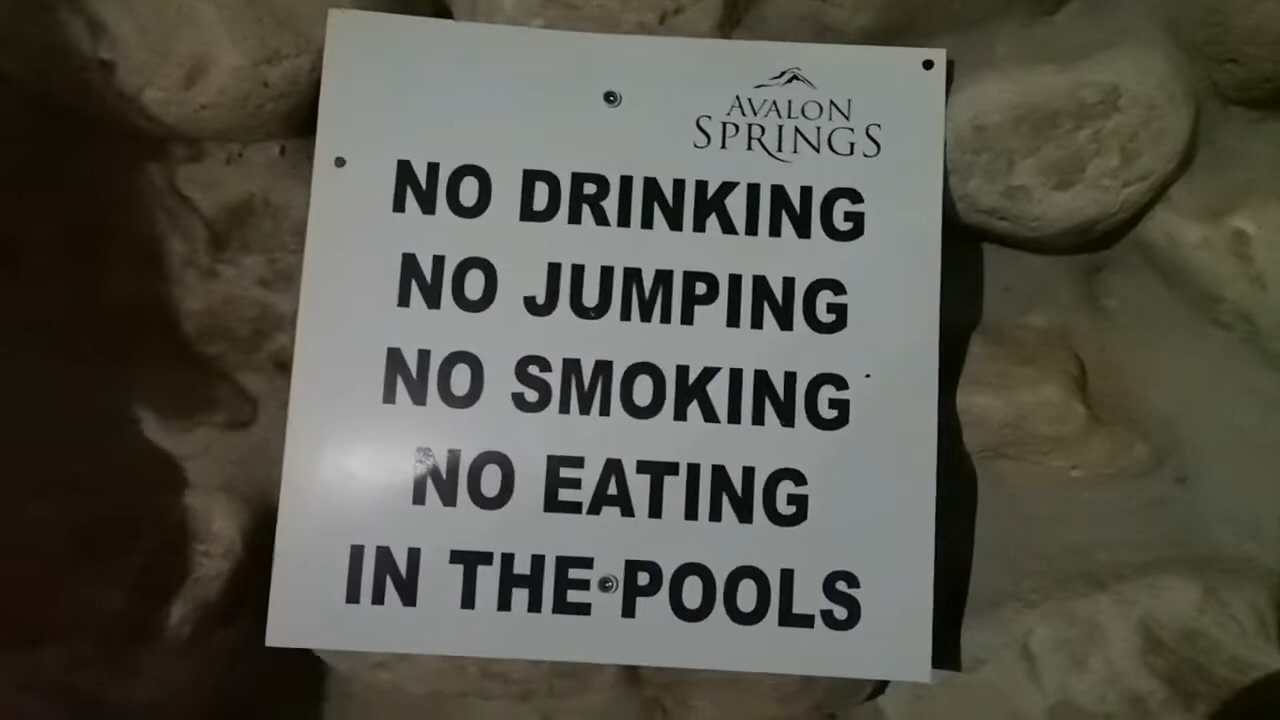 AVALON
SPRINGS
NO DRINKING
NO JUMPING
NO SMOKING
NO EATING
IN THE POOLS